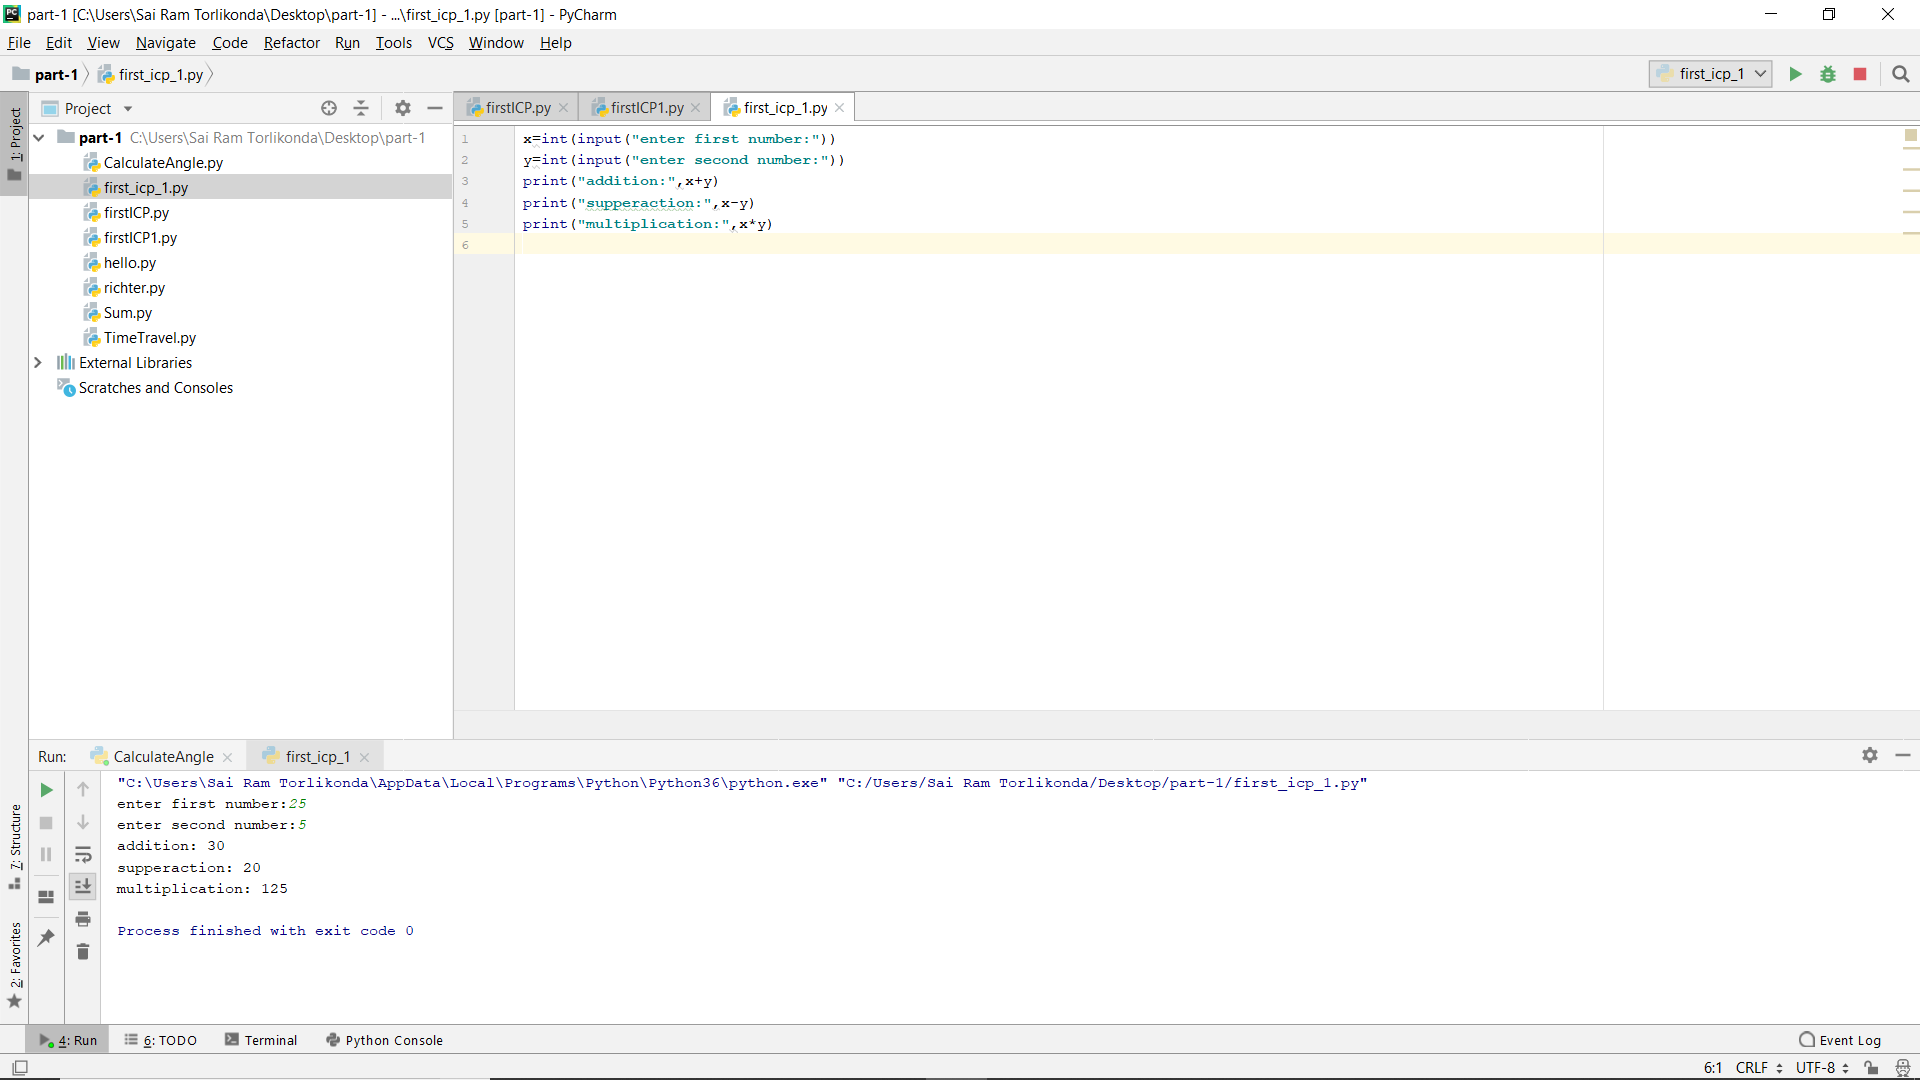 part-1 [C:\Users\Sai Ram Torlikonda\Desktop\part-1] - ...\first_icp_1.py [part-1] - PyCharm
File Edit View Navigate Code Refactor Run Tools VCS Window Help
part-1 first_icp_1.py first_icp_1
1: Project
Project
firstICP.py firstICP1.py first_icp_1.py
part-1 C:\Users\Sai Ram Torlikonda\Desktop\part-1
CalculateAngle.py
first_icp_1.py
firstICP.py
firstICP1.py
hello.py
richter.py
Sum.py
TimeTravel.py
External Libraries
Scratches and Consoles
1 x=int(input("enter first number:"))
2 y=int(input("enter second number:"))
3 print("addition:",x+y)
4 print("supperaction:",x-y)
5 print("multiplication:",x*y)
6
Run: CalculateAngle first_icp_1
"C:\Users\Sai Ram Torlikonda\AppData\Local\Programs\Python\Python36\python.exe" "C:/Users/Sai Ram Torlikonda/Desktop/part-1/first_icp_1.py"
enter first number:25
enter second number:5
addition: 30
supperaction: 20
multiplication: 125
Process finished with exit code 0
7: Structure
2: Favorites
4: Run 6: TODO Terminal Python Console Event Log
6:1 CRLF UTF-8